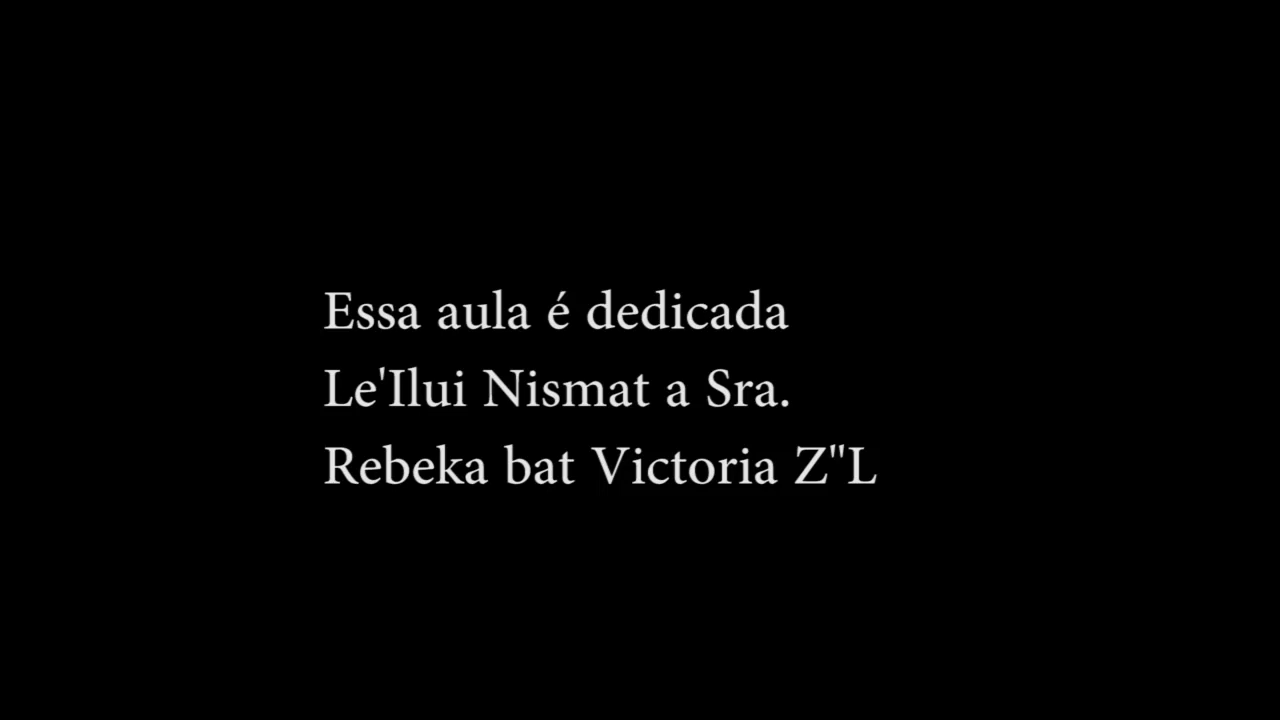 Essa aula é dedicada
Le'Ilui Nismat a Sra.
Rebeka bat Victoria Z"L